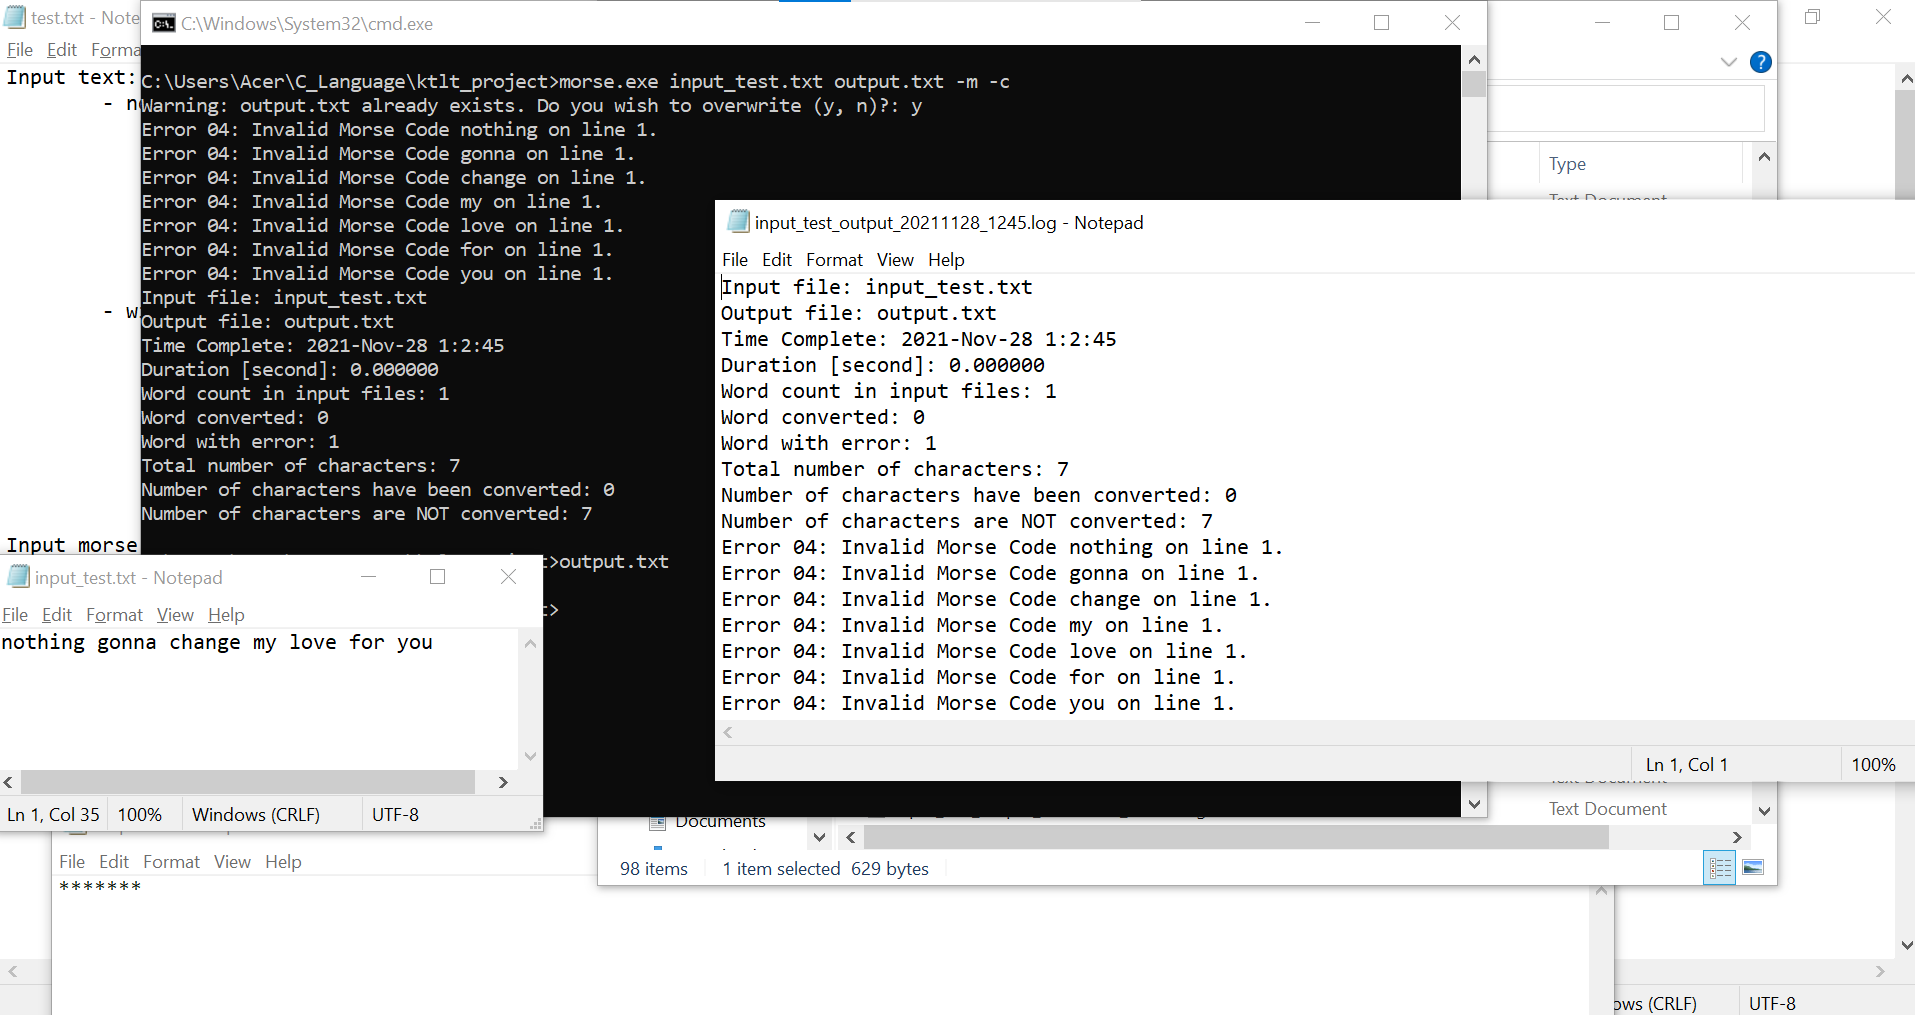 test.txt - Note
File Edit Forma
Input text:
- n
- w
Input morse
C:\Windows\System32\cmd.exe
C:\Users\Acer\C_Language\ktlt_project>morse.exe input_test.txt output.txt -m -c
Warning: output.txt already exists. Do you wish to overwrite (y, n)?: y
Error 04: Invalid Morse Code nothing on line 1.
Error 04: Invalid Morse Code gonna on line 1.
Error 04: Invalid Morse Code change on line 1.
Error 04: Invalid Morse Code my on line 1.
Error 04: Invalid Morse Code love on line 1.
Error 04: Invalid Morse Code for on line 1.
Error 04: Invalid Morse Code you on line 1.
Input file: input_test.txt
Output file: output.txt
Time Complete: 2021-Nov-28 1:2:45
Duration [second]: 0.000000
Word count in input files: 1
Word converted: 0
Word with error: 1
Total number of characters: 7
Number of characters have been converted: 0
Number of characters are NOT converted: 7
t>output.txt
t>
Type
input_test_output_20211128_1245.log - Notepad
File Edit Format View Help
Input file: input_test.txt
Output file: output.txt
Time Complete: 2021-Nov-28 1:2:45
Duration [second]: 0.000000
Word count in input files: 1
Word converted: 0
Word with error: 1
Total number of characters: 7
Number of characters have been converted: 0
Number of characters are NOT converted: 7
Error 04: Invalid Morse Code nothing on line 1.
Error 04: Invalid Morse Code gonna on line 1.
Error 04: Invalid Morse Code change on line 1.
Error 04: Invalid Morse Code my on line 1.
Error 04: Invalid Morse Code love on line 1.
Error 04: Invalid Morse Code for on line 1.
Error 04: Invalid Morse Code you on line 1.
Ln 1, Col 1 100%
input_test.txt - Notepad
File Edit Format View Help
nothing gonna change my love for you
Ln 1, Col 35 100% Windows (CRLF) UTF-8
Text Document
Documents
98 items 1 item selected 629 bytes
File Edit Format View Help
*******
ows (CRLF) UTF-8